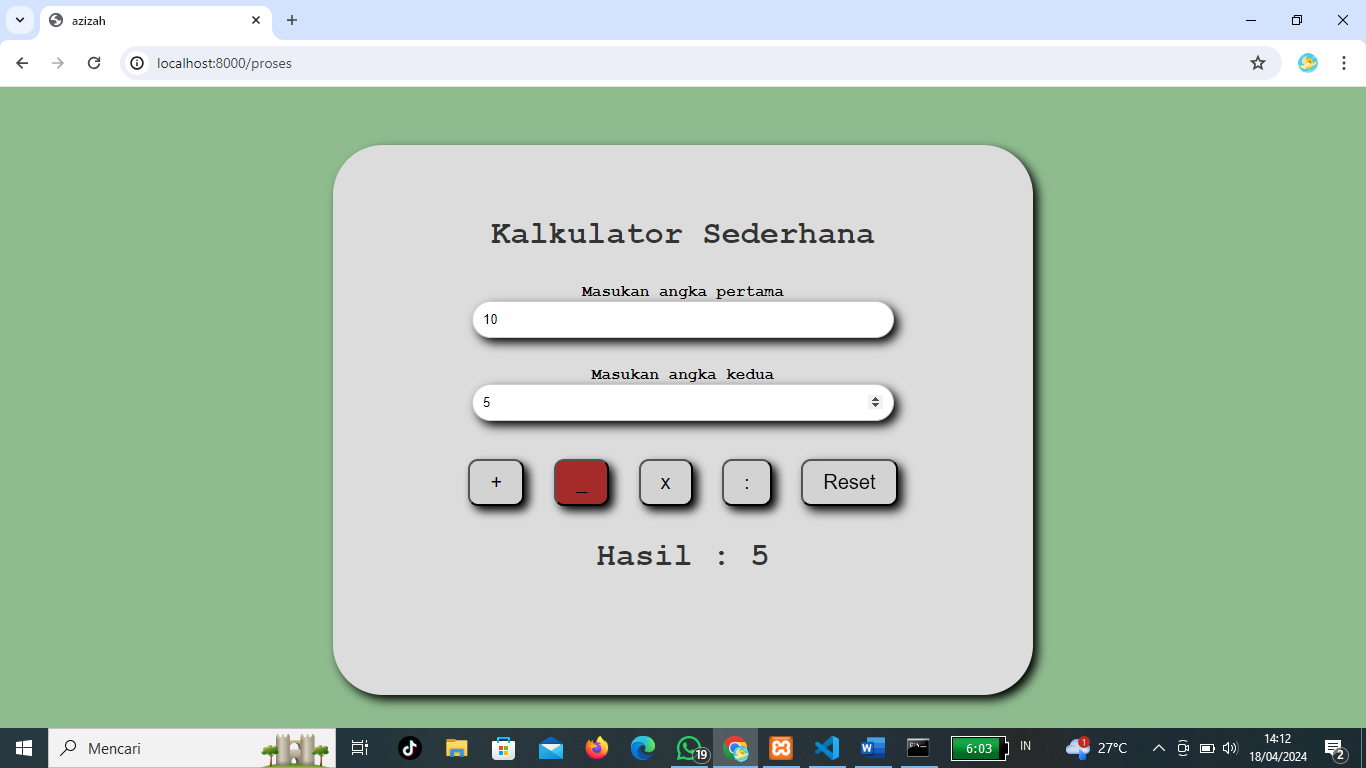 azizah
localhost:8000/proses
Kalkulator Sederhana
Masukan angka pertama
10
Masukan angka kedua
5
+ _ x : Reset
Hasil : 5
Mencari
19
6:03
IN
1
27°C
14:12
18/04/2024
2